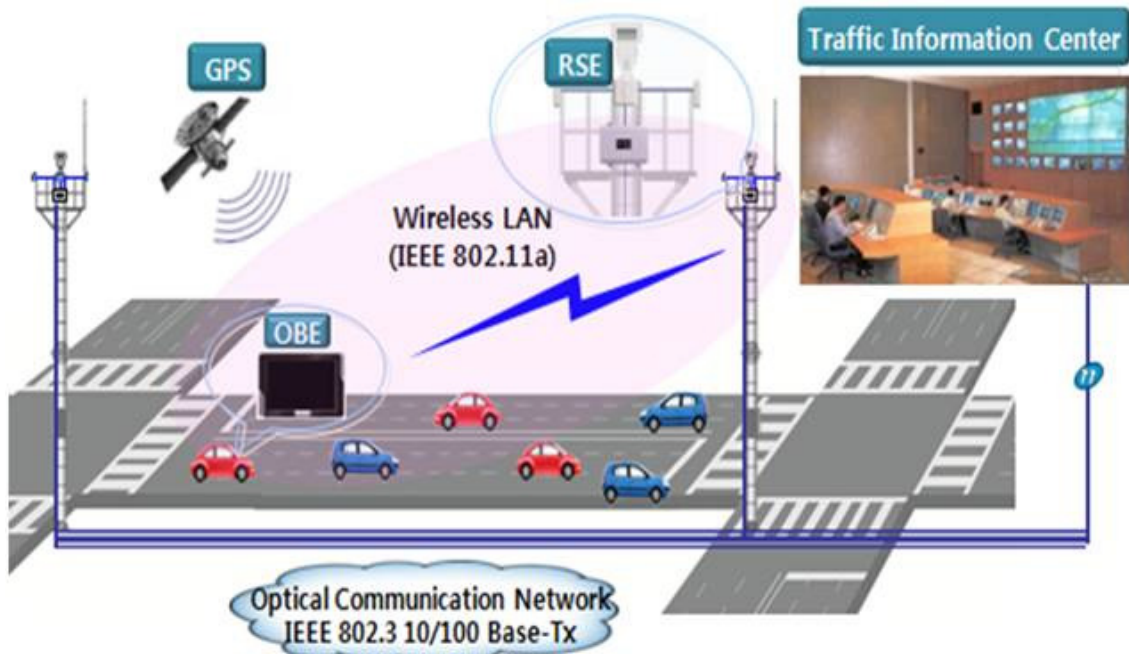 GPS
RSE
Traffic Information Center
Wireless LAN
(IEEE 802.11a)
OBE
Optical Communication Network
IEEE 802.3 10/100 Base-Tx